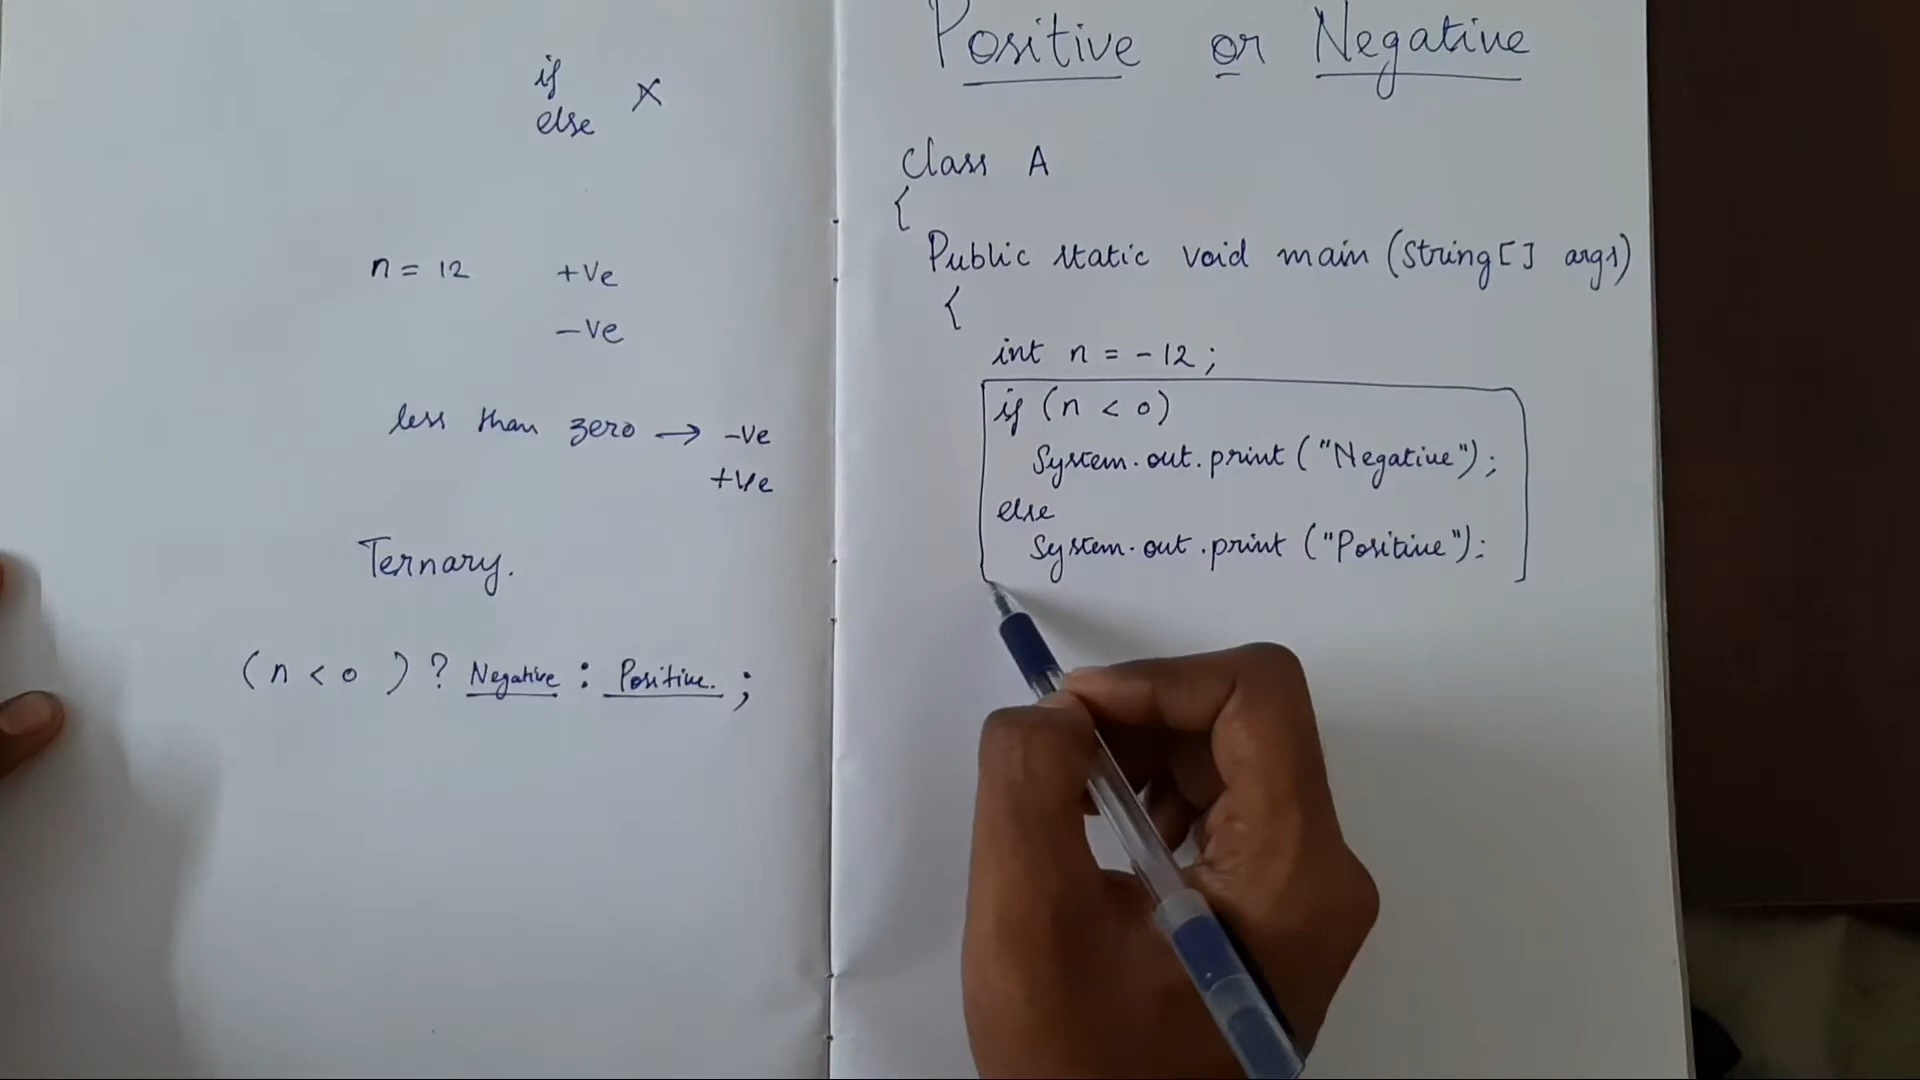 if
else X
n = 12 +ve
-ve
less than zero → -ve
+ve
Ternary.
(n < 0 ) ? Negative : Positive. ;
Positive or Negative
Class A
{
Public static void main (String [] args)
{
int n = - 12 ;
if (n < 0)
System.out.print ("Negative");
else
System.out.print ("Positive");